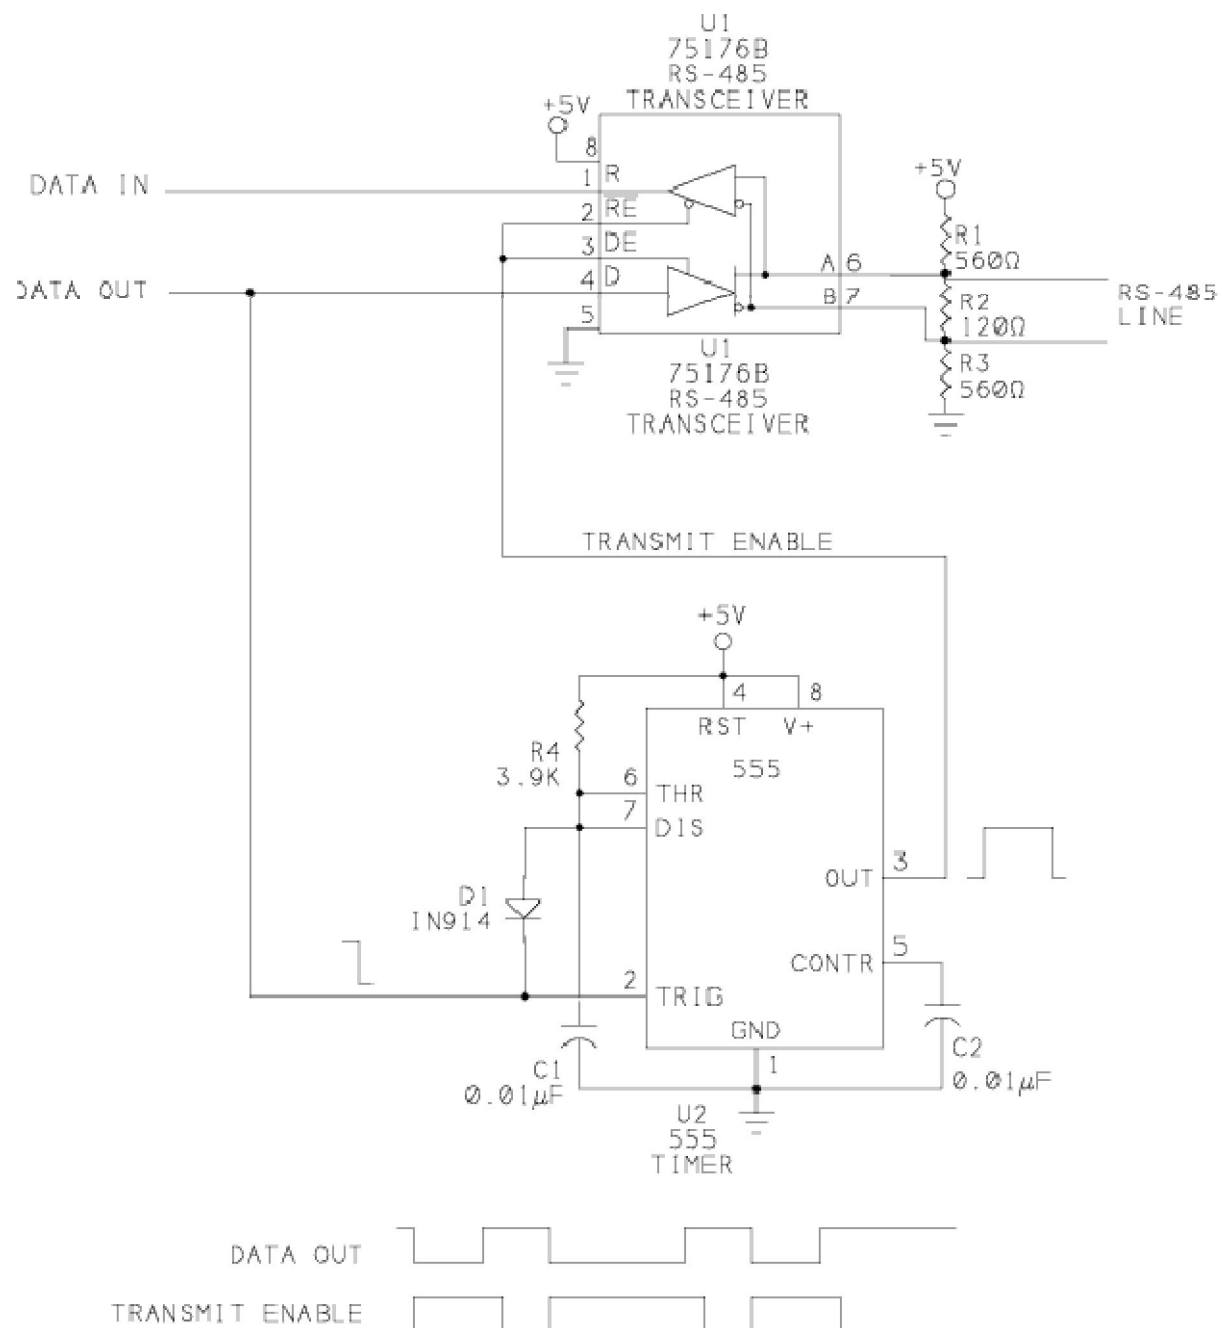 U1
75176B
RS-485
TRANSCEIVER
+5V
8
DATA IN
1 R
2 RE
3 DE
DATA OUT
4 D
5
A 6
B 7
+5V
R1
560Ω
R2
120Ω
R3
560Ω
RS-485
LINE
U1
75176B
RS-485
TRANSCEIVER
TRANSMIT ENABLE
+5V
4
8
RST V+
555
R4
3.9K
6
THR
7
DIS
3
OUT
D1
IN914
5
CONTR
2
TRIG
GND
1
C1
0.01µF
C2
0.01µF
U2
555
TIMER
DATA OUT
TRANSMIT ENABLE